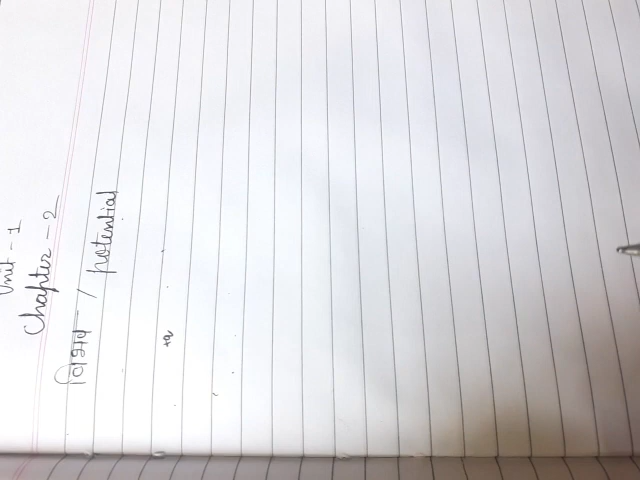 Unit - 1
Chapter - 2
विभव / potential
+q